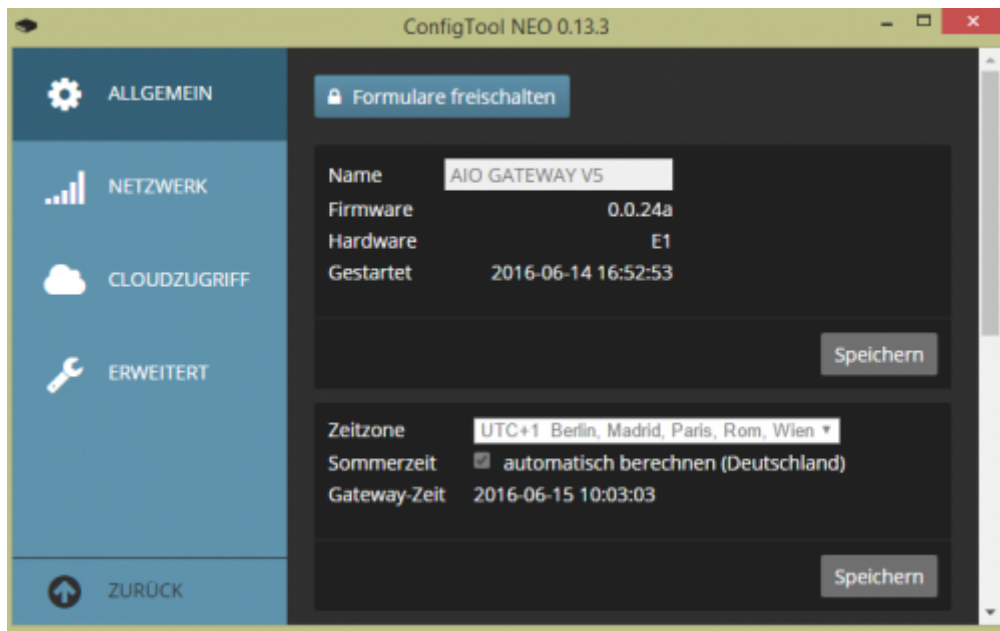 ConfigTool NEO 0.13.3
ALLGEMEIN
NETZWERK
CLOUDZUGRIFF
ERWEITERT
ZURÜCK
Formulare freischalten
Name AIO GATEWAY V5
Firmware 0.0.24a
Hardware E1
Gestartet 2016-06-14 16:52:53
Speichern
Zeitzone UTC+1 Berlin, Madrid, Paris, Rom, Wien
Sommerzeit automatisch berechnen (Deutschland)
Gateway-Zeit 2016-06-15 10:03:03
Speichern